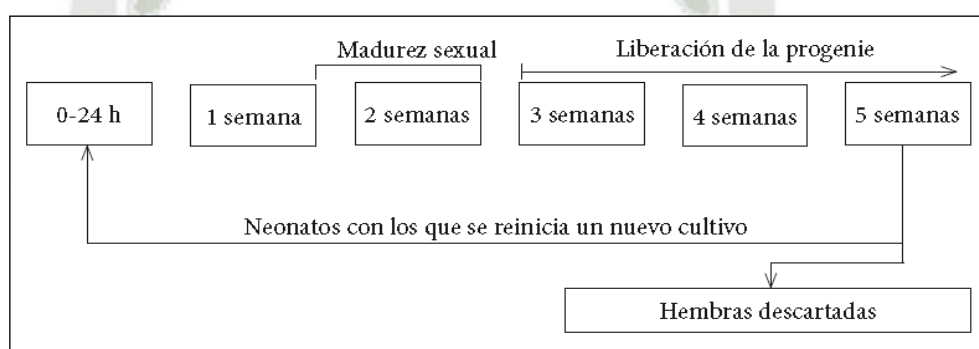 Madurez sexual
Liberación de la progenie
0-24 h
1 semana
2 semanas
3 semanas
4 semanas
5 semanas
Neonatos con los que se reinicia un nuevo cultivo
Hembras descartadas